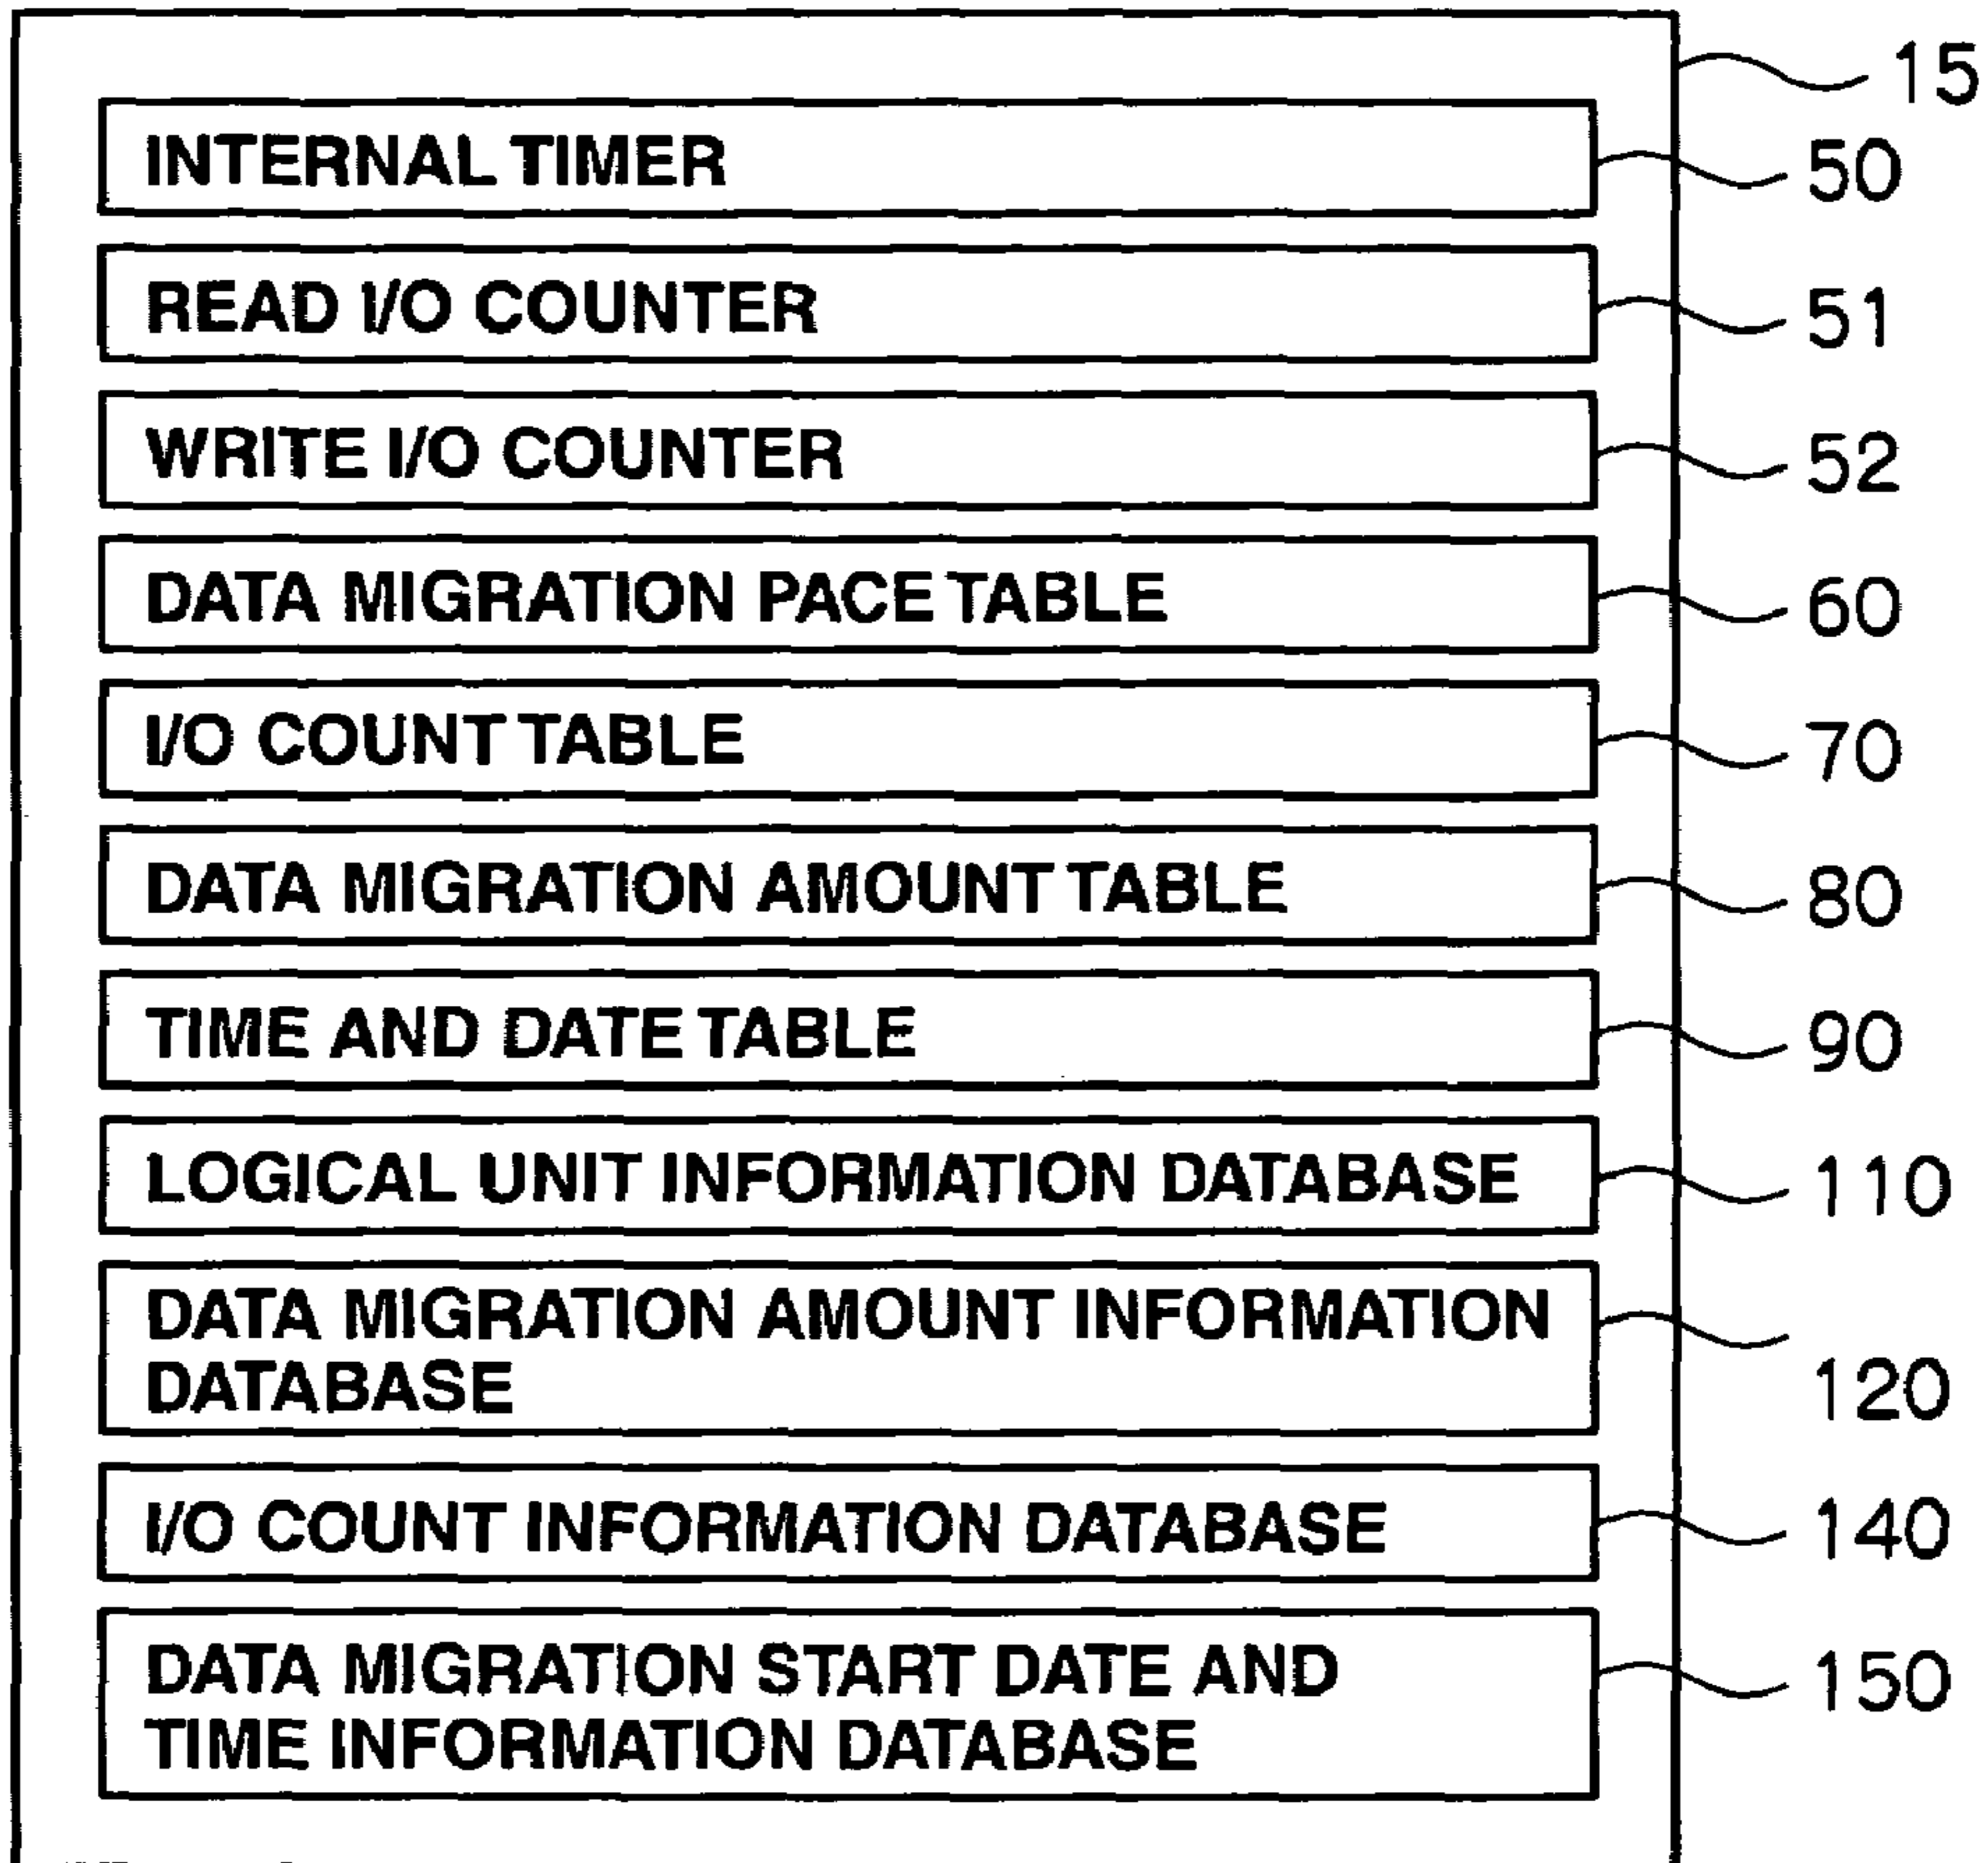 15
INTERNAL TIMER 50
READ I/O COUNTER 51
WRITE I/O COUNTER 52
DATA MIGRATION PACE TABLE 60
I/O COUNT TABLE 70
DATA MIGRATION AMOUNT TABLE 80
TIME AND DATE TABLE 90
LOGICAL UNIT INFORMATION DATABASE 110
DATA MIGRATION AMOUNT INFORMATION
DATABASE 120
I/O COUNT INFORMATION DATABASE 140
DATA MIGRATION START DATE AND 150
TIME INFORMATION DATABASE